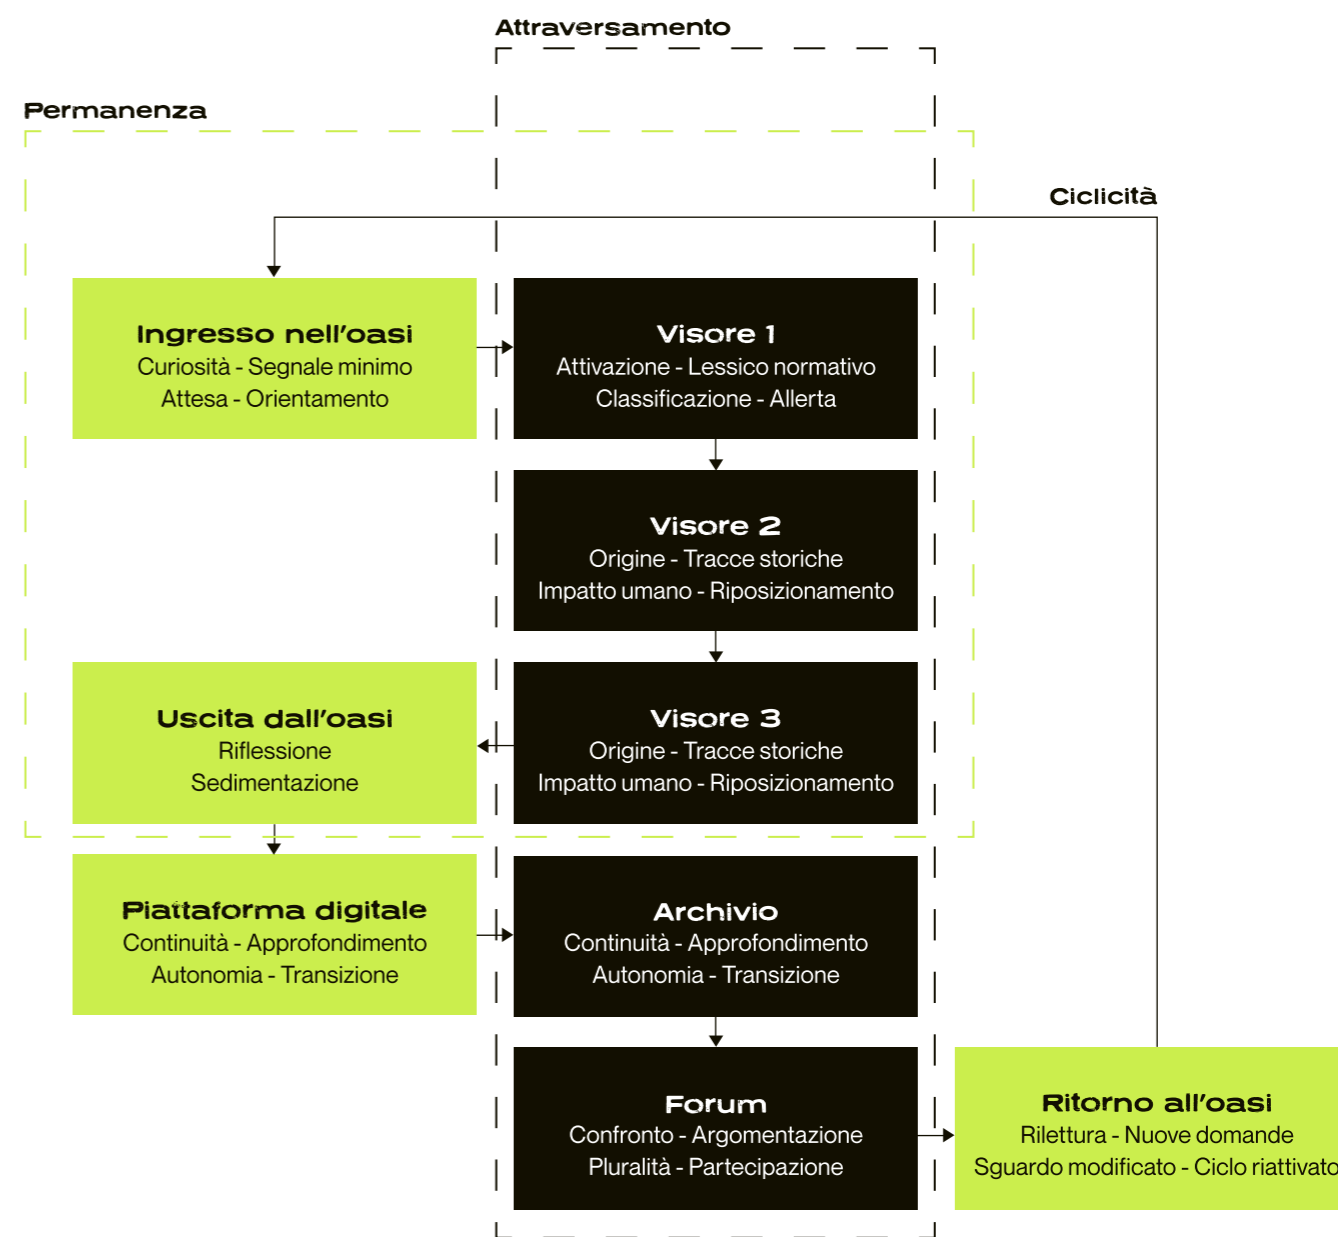 Attraversamento
Permanenza
Ciclicità
Ingresso nell'oasi
Curiosità - Segnale minimo
Attesa - Orientamento
Visore 1
Attivazione - Lessico normativo
Classificazione - Allerta
Visore 2
Origine - Tracce storiche
Impatto umano - Riposizionamento
Uscita dall'oasi
Riflessione
Sedimentazione
Visore 3
Origine - Tracce storiche
Impatto umano - Riposizionamento
Piattaforma digitale
Continuità - Approfondimento
Autonomia - Transizione
Archivio
Continuità - Approfondimento
Autonomia - Transizione
Forum
Confronto - Argomentazione
Pluralità - Partecipazione
Ritorno all'oasi
Rilettura - Nuove domande
Sguardo modificato - Ciclo riattivato